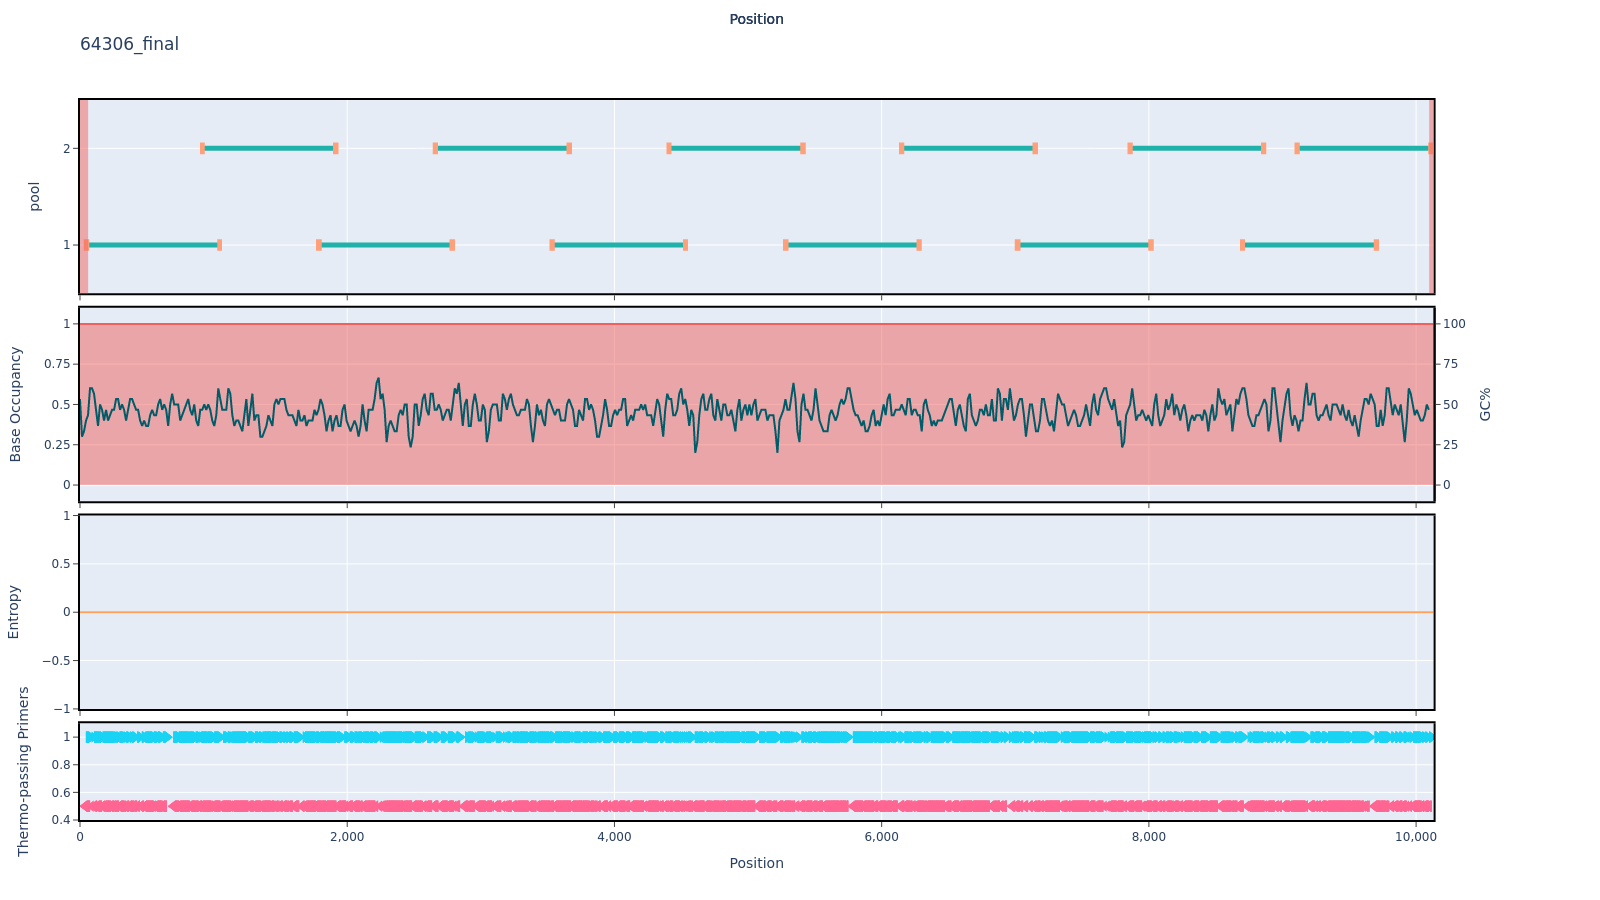 Position
64306_final
2
1
pool
1
0.75
0.5
0.25
0
Base Occupancy
100
75
50
25
0
GC%
1
0.5
0
−0.5
−1
Entropy
1
0.8
0.6
0.4
Thermo-passing Primers
0 2,000 4,000 6,000 8,000 10,000
Position